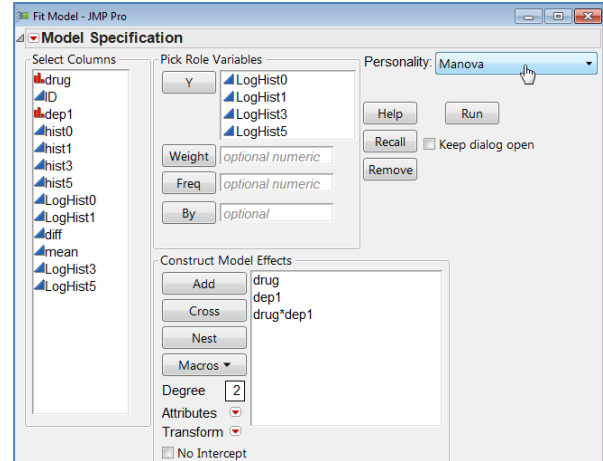 Fit Model - JMP Pro
Model Specification
Select Columns
drug
ID
dep1
hist0
hist1
hist3
hist5
LogHist0
LogHist1
diff
mean
LogHist3
LogHist5
Pick Role Variables
Y
LogHist0
LogHist1
LogHist3
LogHist5
Weight optional numeric
Freq optional numeric
By optional
Personality: Manova
Help Run
Recall Keep dialog open
Remove
Construct Model Effects
Add
Cross
Nest
Macros
drug
dep1
drug*dep1
Degree 2
Attributes
Transform
No Intercept